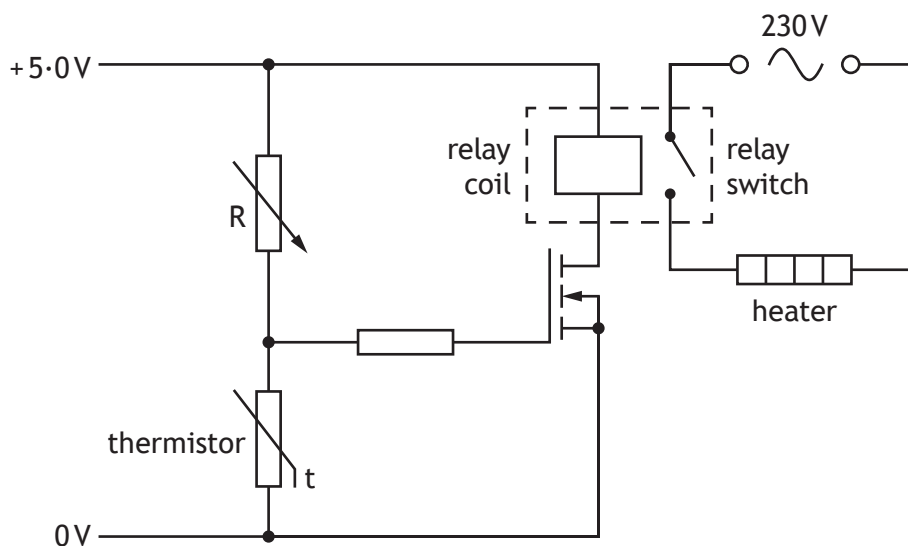 230 V
+5·0 V
relay
coil
relay
switch
R
heater
thermistor
t
0 V